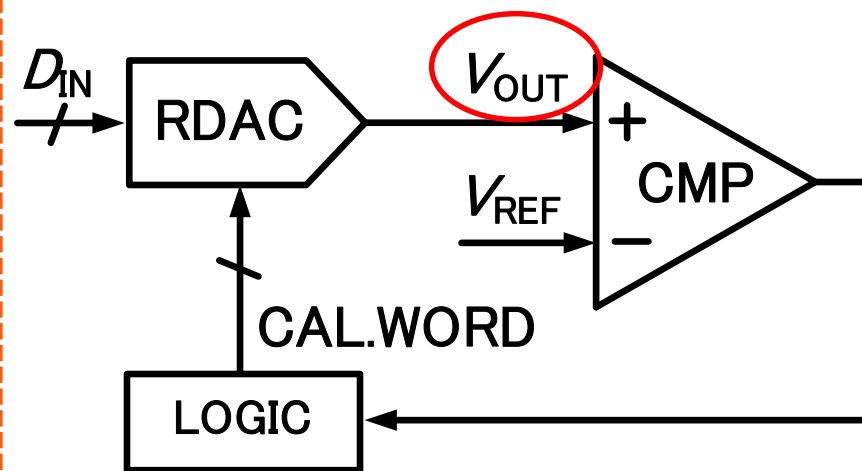 DIN
RDAC
VOUT
+
CMP
VREF
−
CAL.WORD
LOGIC